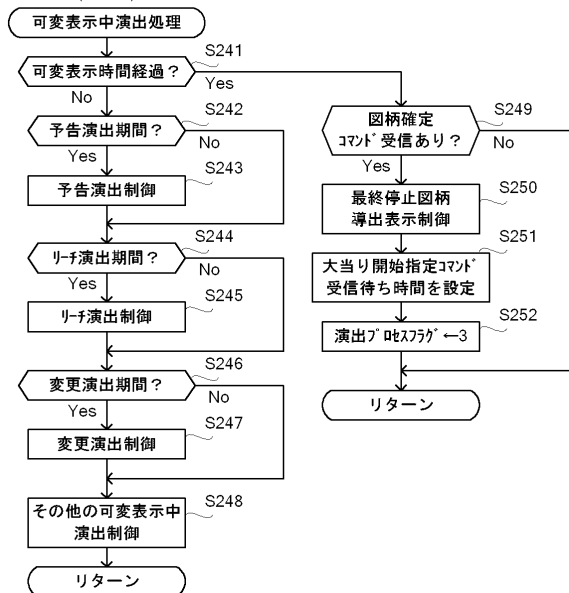 可変表示中演出処理
S241
可変表示時間経過？
Yes
No
S242
予告演出期間？
No
Yes
S243
予告演出制御
S244
ﾘｰﾁ演出期間？
No
Yes
S245
ﾘｰﾁ演出制御
S246
変更演出期間？
No
Yes
S247
変更演出制御
S248
その他の可変表示中
演出制御
リターン
S249
図柄確定
ｺﾏﾝﾄﾞ受信あり？
No
Yes
S250
最終停止図柄
導出表示制御
S251
大当り開始指定ｺﾏﾝﾄﾞ
受信待ち時間を設定
S252
演出ﾌﾟﾛｾｽﾌﾗｸﾞ←3
リターン